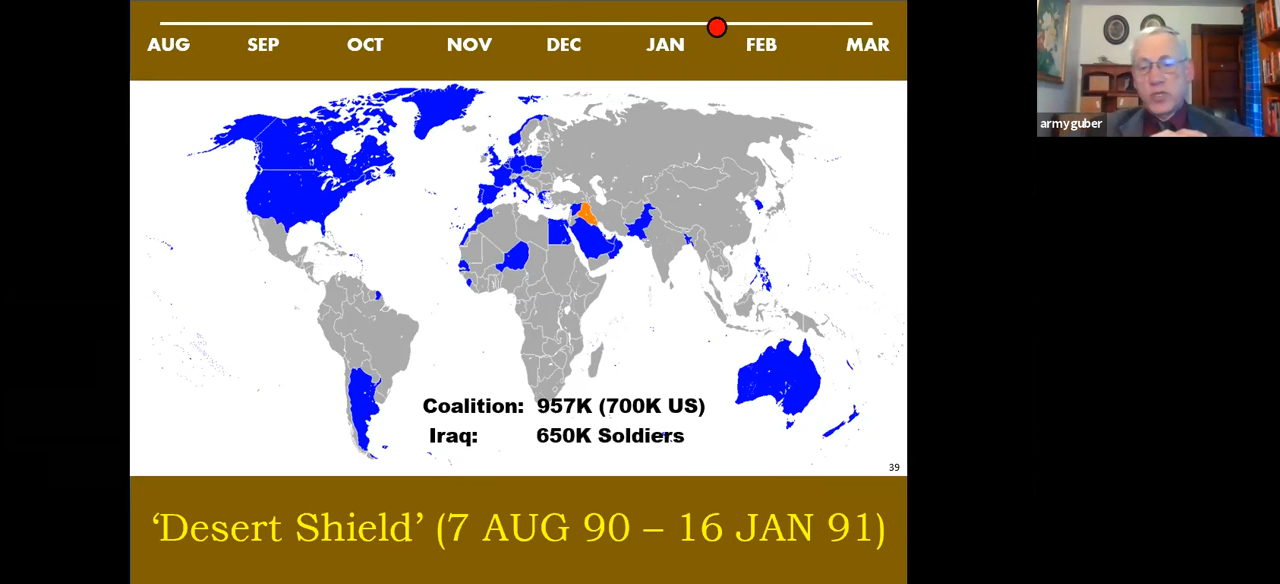 AUG SEP OCT NOV DEC JAN FEB MAR
armyguber
Coalition: 957K (700K US)
Iraq: 650K Soldiers
39
‘Desert Shield’ (7 AUG 90 – 16 JAN 91)